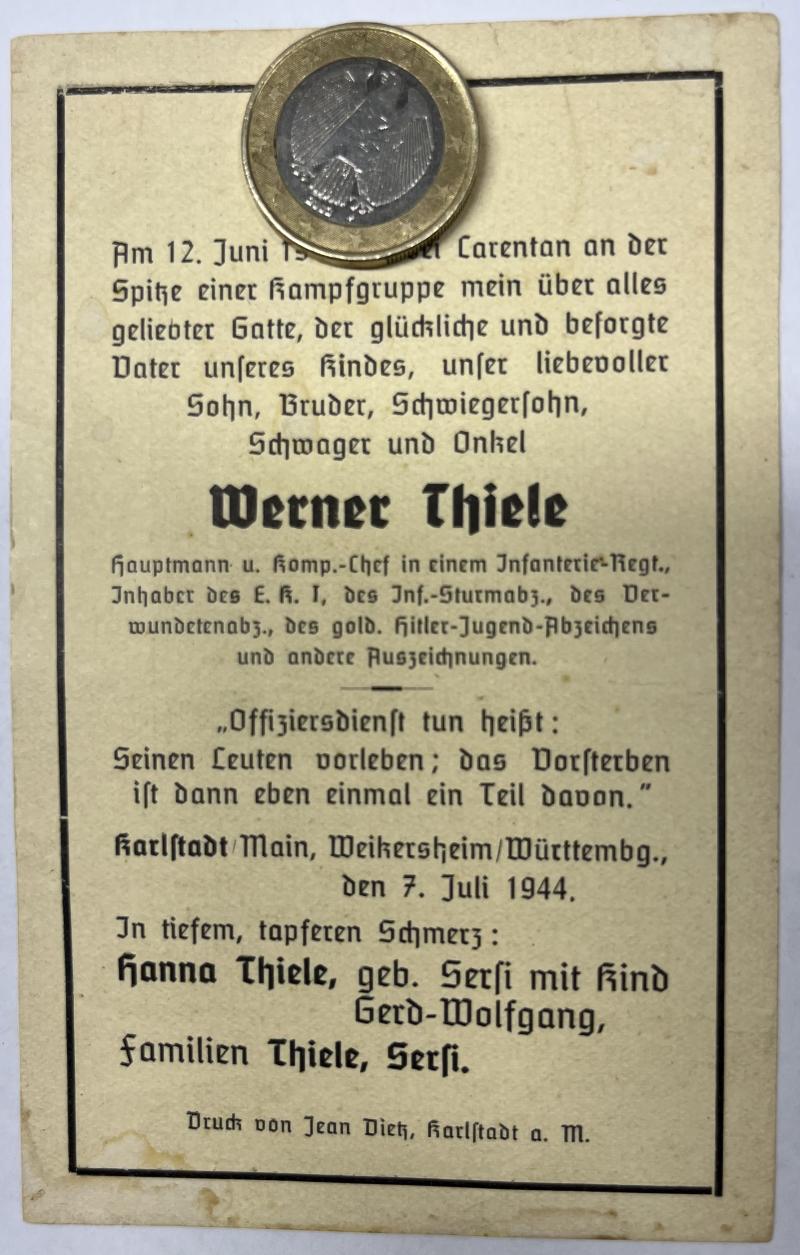 Am 12. Juni 1 bei Carentan an der
Spitze einer Kampfgruppe mein über alles
geliebter Gatte, der glückliche und besorgte
Vater unseres Kindes, unser liebevoller
Sohn, Bruder, Schwiegersohn,
Schwager und Onkel
Werner Thiele
Hauptmann u. Komp.-Chef in einem Infanterie-Regt.,
Inhaber des E. K. I, des Inf.-Sturmabz., des Ver-
wundetenabz., des gold. Hitler-Jugend-Abzeichens
und andere Auszeichnungen.
„Offiziersdienst tun heißt:
Seinen Leuten vorleben; das Vorsterben
ist dann eben einmal ein Teil davon."
Karlstadt/Main, Weikersheim/Württembg.,
den 7. Juli 1944.
In tiefem, tapferen Schmerz:
Hanna Thiele, geb. Sersi mit Kind
Gerd-Wolfgang,
Familien Thiele, Sersi.
Druck von Jean Dietz, Karlstadt a. M.